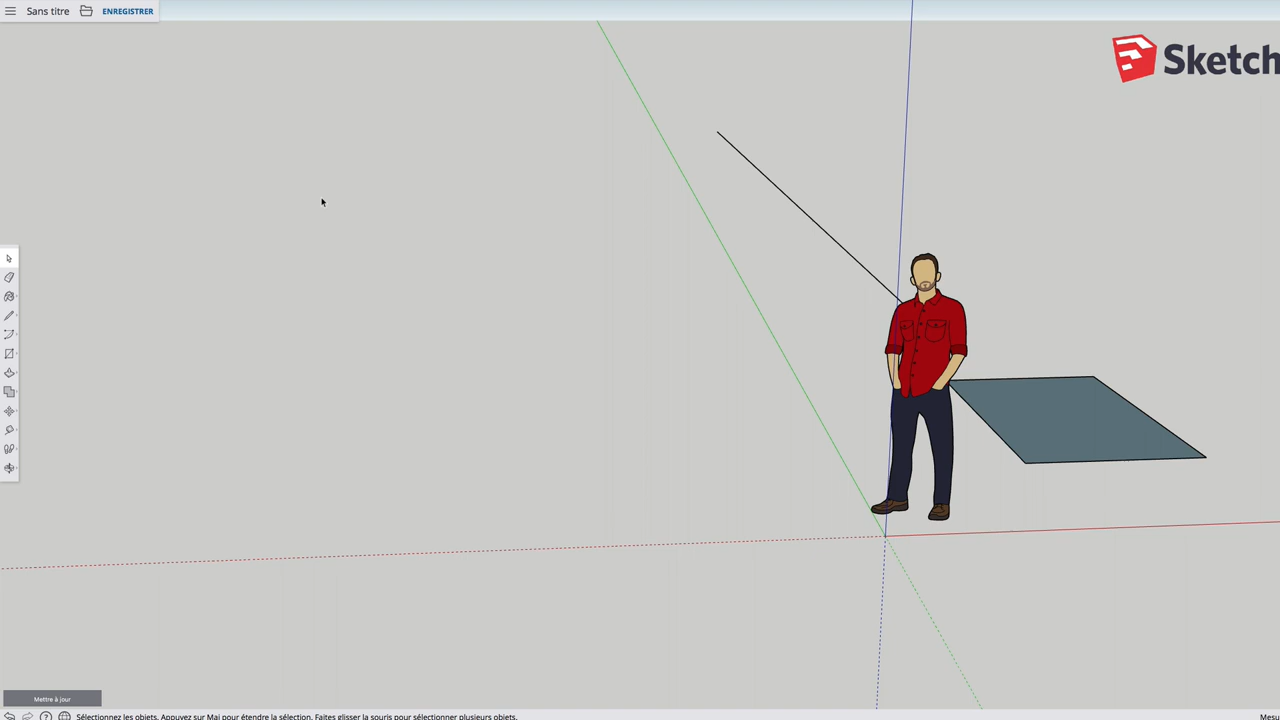 Sans titre
ENREGISTRER
Sketch
Mettre à jour
Sélectionnez les objets. Appuyez sur Maj pour étendre la sélection. Faites glisser la souris pour sélectionner plusieurs objets.
Mesu